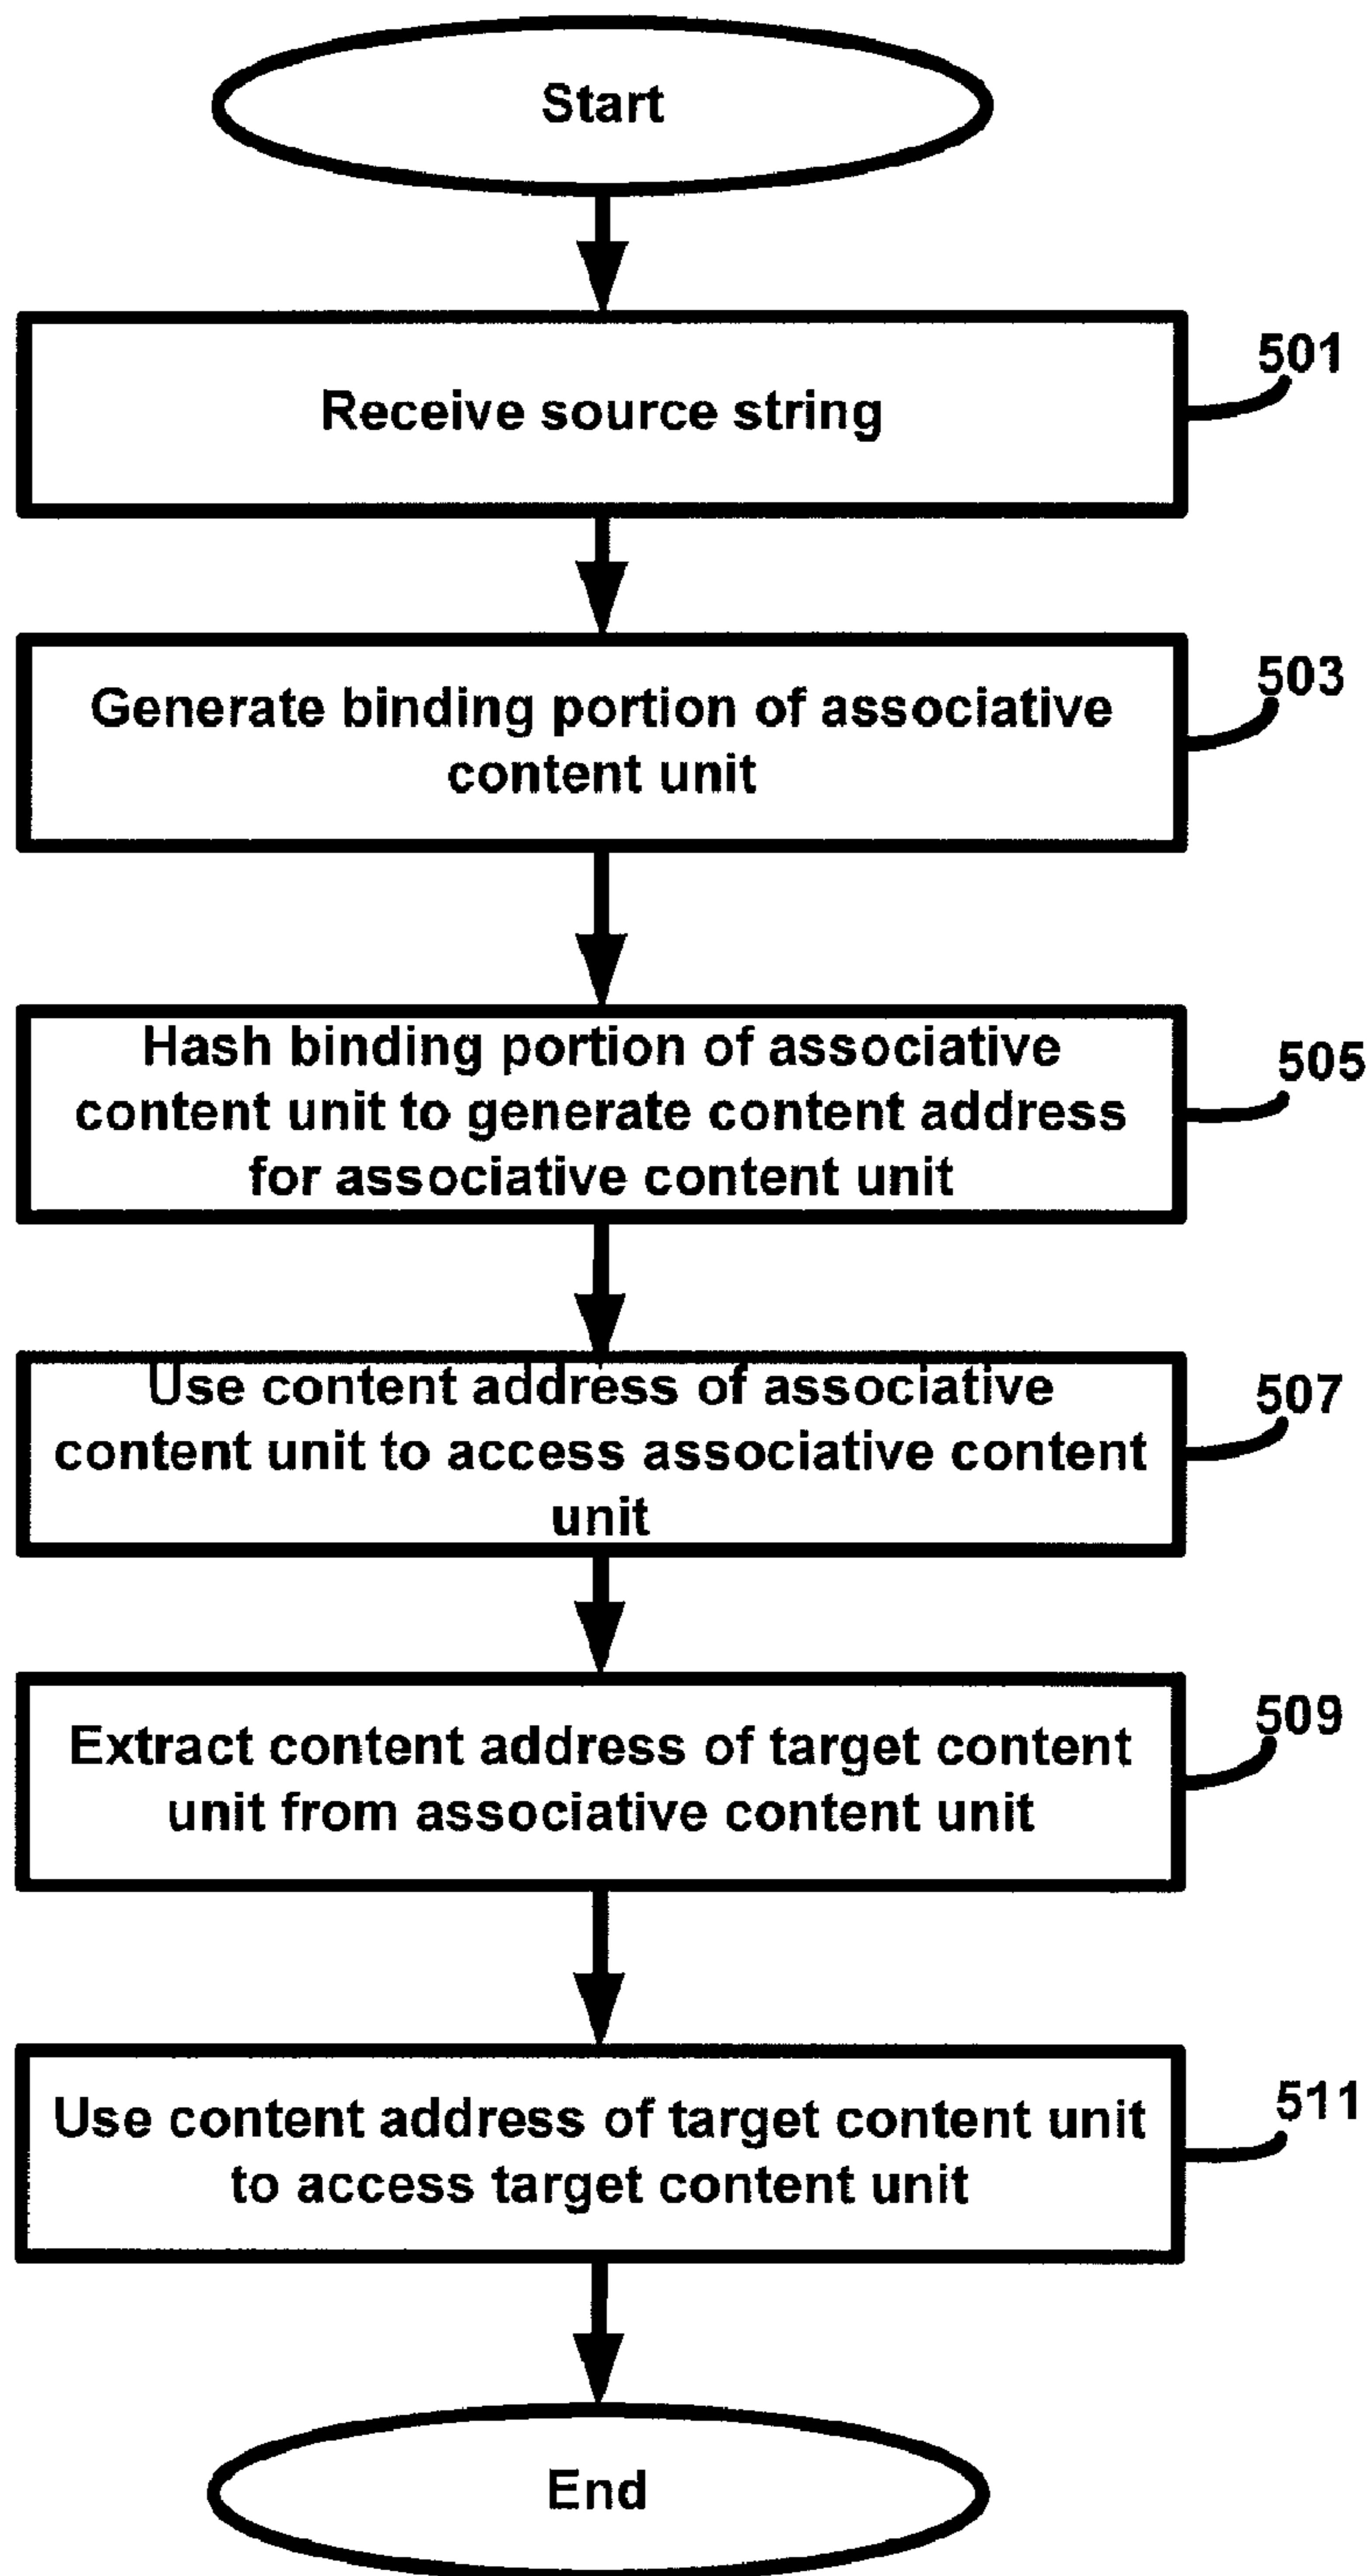 Start
501
Receive source string
503
Generate binding portion of associative
content unit
505
Hash binding portion of associative
content unit to generate content address
for associative content unit
507
Use content address of associative
content unit to access associative content
unit
509
Extract content address of target content
unit from associative content unit
511
Use content address of target content unit
to access target content unit
End